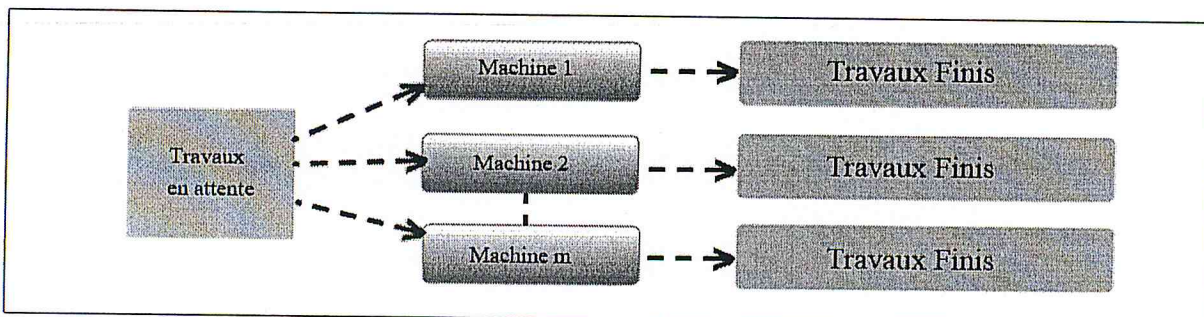 Travaux
en attente
Machine 1
Travaux Finis
Machine 2
Travaux Finis
Machine m
Travaux Finis